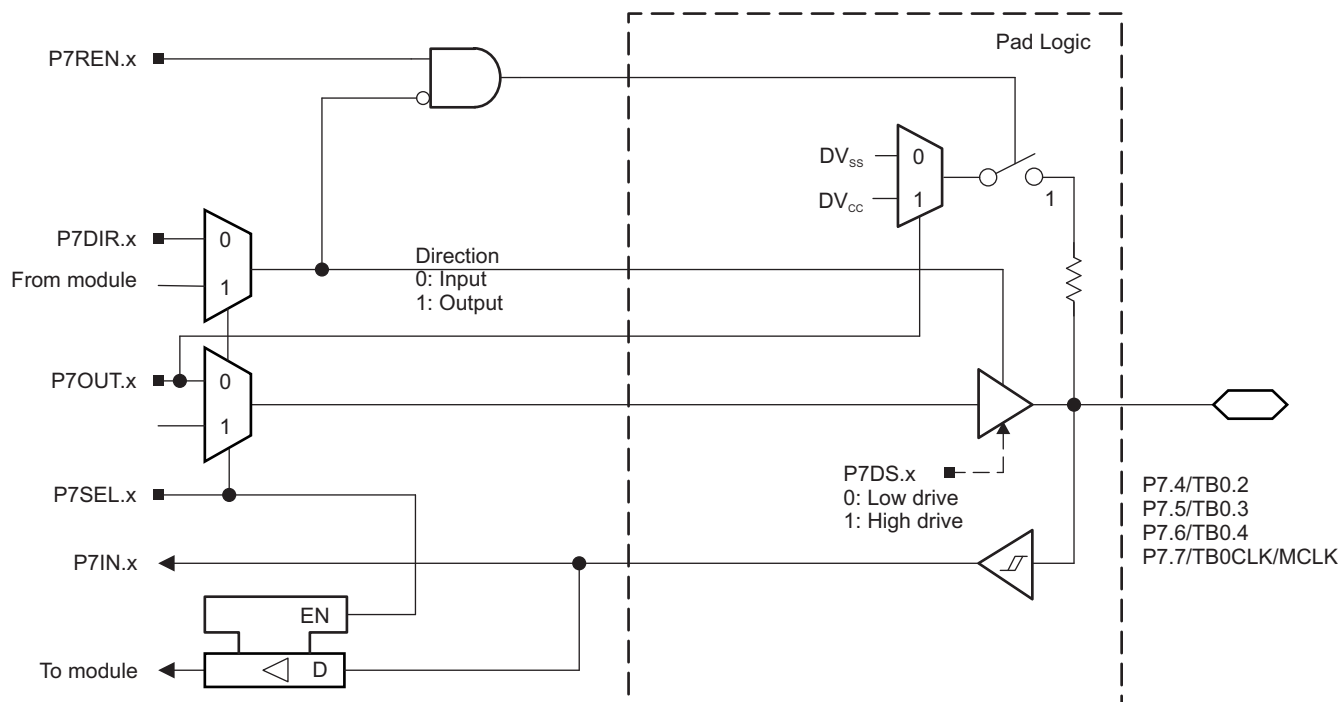 Pad Logic
P7REN.x
DVSS
0
DVCC
1
1
P7DIR.x
0
From module
1
Direction
0: Input
1: Output
P7OUT.x
0
1
P7DS.x
0: Low drive
1: High drive
P7SEL.x
P7.4/TB0.2
P7.5/TB0.3
P7.6/TB0.4
P7.7/TB0CLK/MCLK
P7IN.x
EN
To module
D